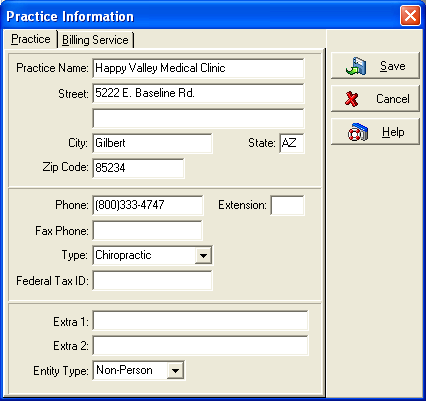 Practice Information
Practice Billing Service
Practice Name: Happy Valley Medical Clinic
Street: 5222 E. Baseline Rd.
City: Gilbert State: AZ
Zip Code: 85234
Phone: (800)333-4747 Extension:
Fax Phone:
Type: Chiropractic
Federal Tax ID:
Extra 1:
Extra 2:
Entity Type: Non-Person
Save
Cancel
Help